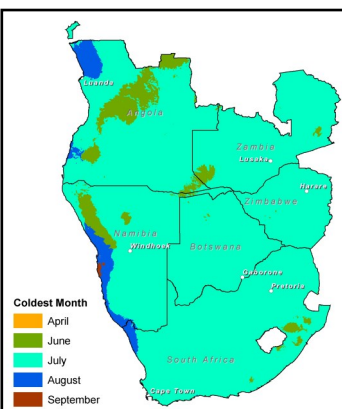 Luanda
Angola
Zambia
Lusaka
Harare
Zimbabwe
Namibia
Windhoek
Botswana
Gaborone
Pretoria
South Africa
Cape Town
Coldest Month
April
June
July
August
September